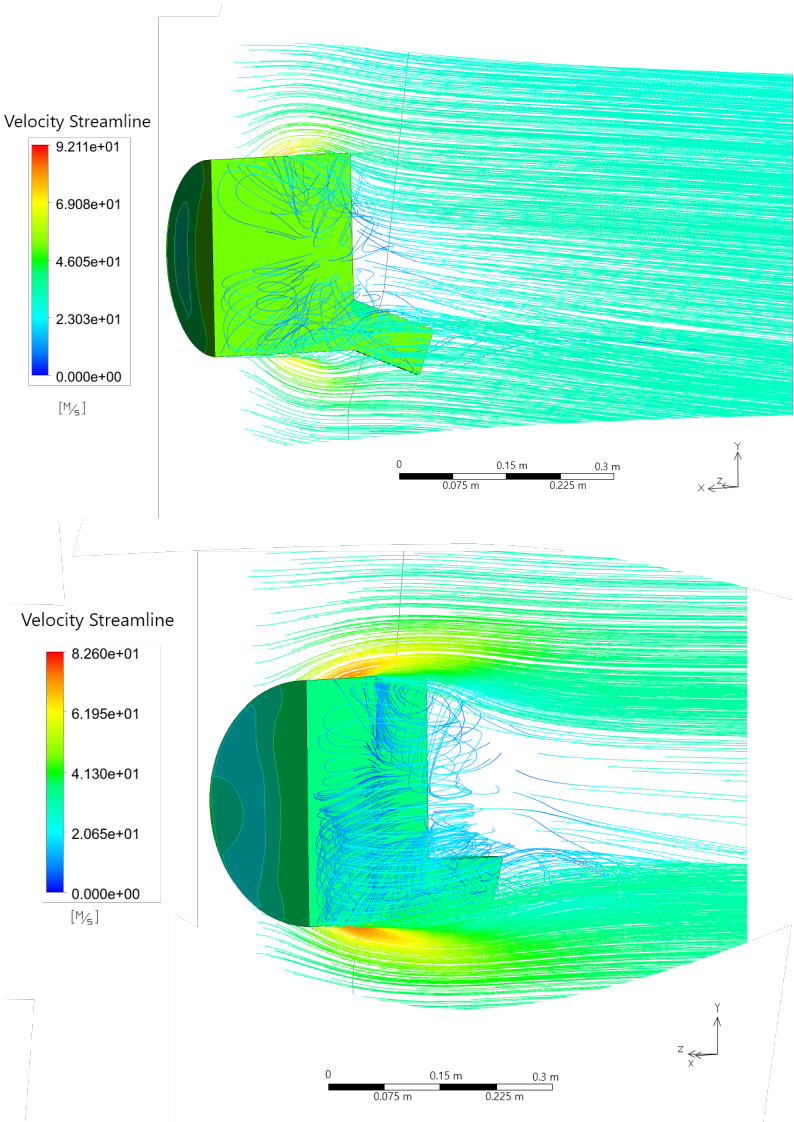 Velocity Streamline
9.211e+01
6.908e+01
4.605e+01
2.303e+01
0.000e+00
[M/s]
0 0.15 m 0.3 m
0.075 m 0.225 m
Y
X Z
Velocity Streamline
8.260e+01
6.195e+01
4.130e+01
2.065e+01
0.000e+00
[M/s]
0 0.15 m 0.3 m
0.075 m 0.225 m
Y
Z
X